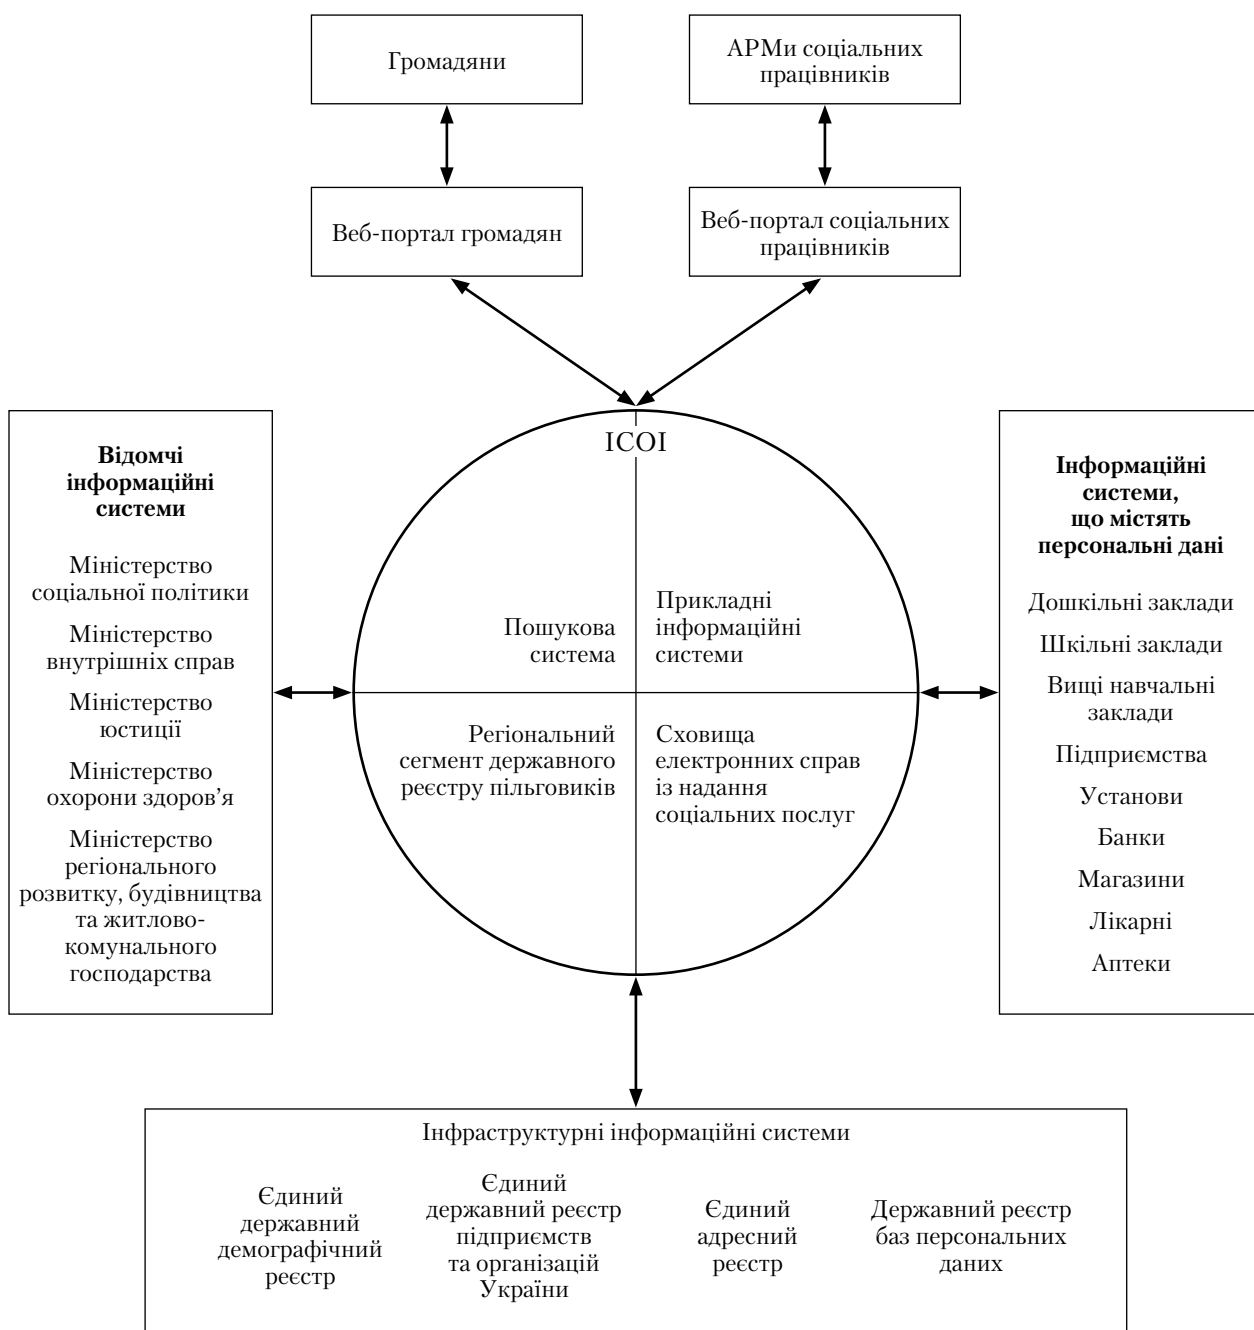 Громадяни
АРМи соціальних
працівників
Веб-портал громадян
Веб-портал соціальних
працівників
Відомчі
інформаційні
системи
Міністерство
соціальної політики
Міністерство
внутрішніх справ
Міністерство
юстиції
Міністерство
охорони здоров’я
Міністерство
регіонального
розвитку, будівництва
та житлово-
комунального
господарства
ІСОІ
Пошукова
система
Прикладні
інформаційні
системи
Регіональний
сегмент державного
реєстру пільговиків
Сховища
електронних справ
із надання
соціальних послуг
Інформаційні
системи,
що містять
персональні дані
Дошкільні заклади
Шкільні заклади
Вищі навчальні
заклади
Підприємства
Установи
Банки
Магазини
Лікарні
Аптеки
Інфраструктурні інформаційні системи
Єдиний
державний
демографічний
реєстр
Єдиний
державний реєстр
підприємств
та організацій
України
Єдиний
адресний
реєстр
Державний реєстр
баз персональних
даних